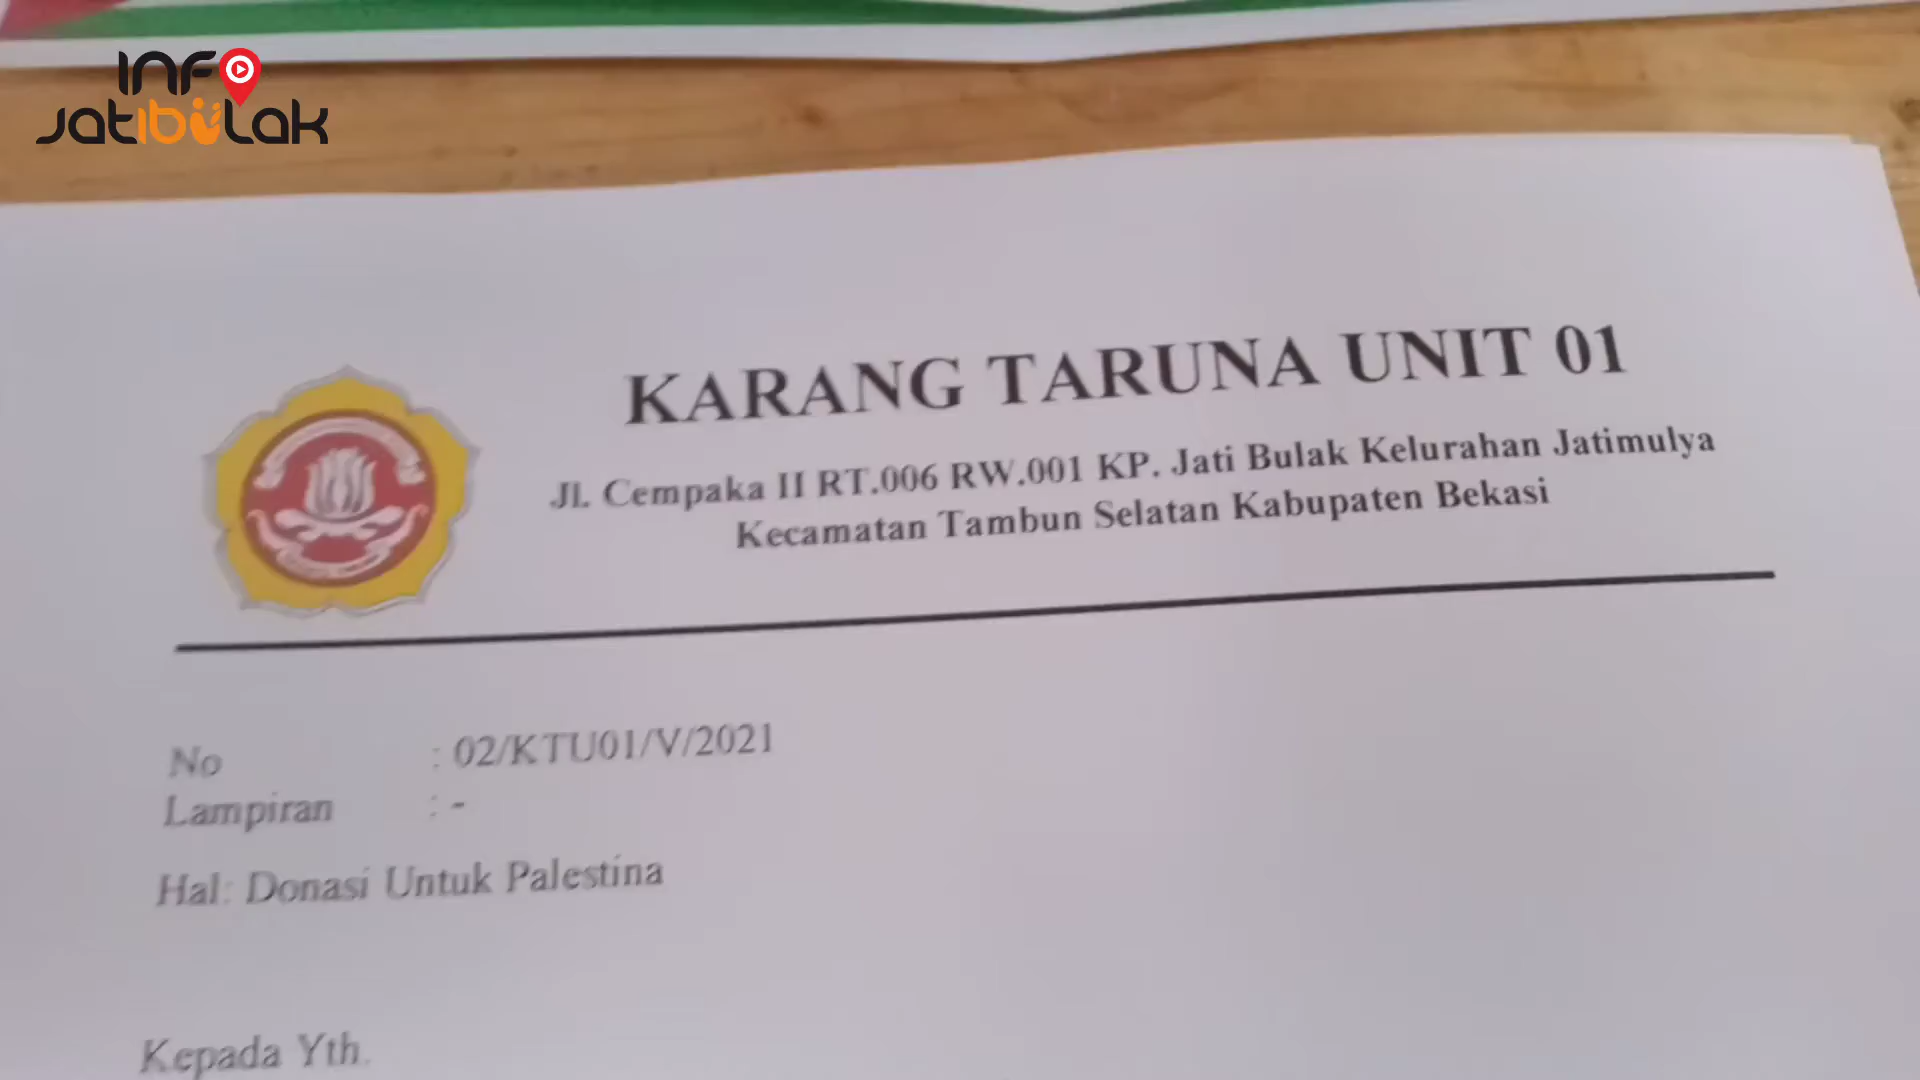 INFO
JatiBulak
KARANG TARUNA UNIT 01
Jl. Cempaka II RT.006 RW.001 KP. Jati Bulak Kelurahan Jatimulya
Kecamatan Tambun Selatan Kabupaten Bekasi
No : 02/KTU01/V/2021
Lampiran : -
Hal: Donasi Untuk Palestina
Kepada Yth.